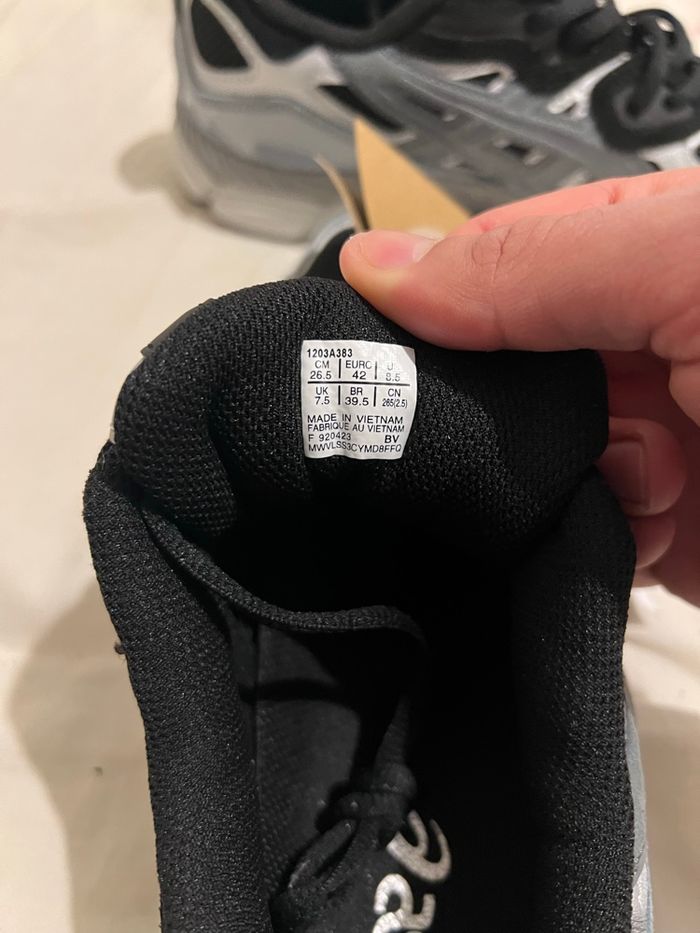 1203A383
CM EURO
26.5 42 8.5
UK BR CN
7.5 39.5 265(2.5)
MADE IN VIETNAM
FABRIQUE AU VIETNAM
F 920423 BV
MWVLSS3CYMD8FFQ